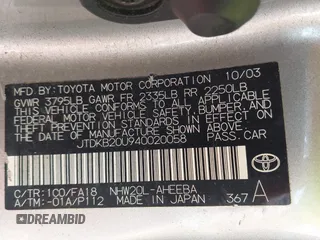 MFD. BY: TOYOTA MOTOR CORPORATION 10/03
GVWR 3795LB GAWR FR 2335LB RR 2250LB
THIS VEHICLE CONFORMS TO ALL APPLICABLE
FEDERAL MOTOR VEHICLE SAFETY, BUMPER, AND
THEFT PREVENTION STANDARDS IN EFFECT ON
THE DATE OF MANUFACTURE SHOWN ABOVE.
JTDKB20U940020058 PASS.CAR
TOYOTA
C/TR: 1C0/FA18 NHW20L-AHEEBA
A/TM: -01A/P112 MADE IN JAPAN 367 A
DREAMBID